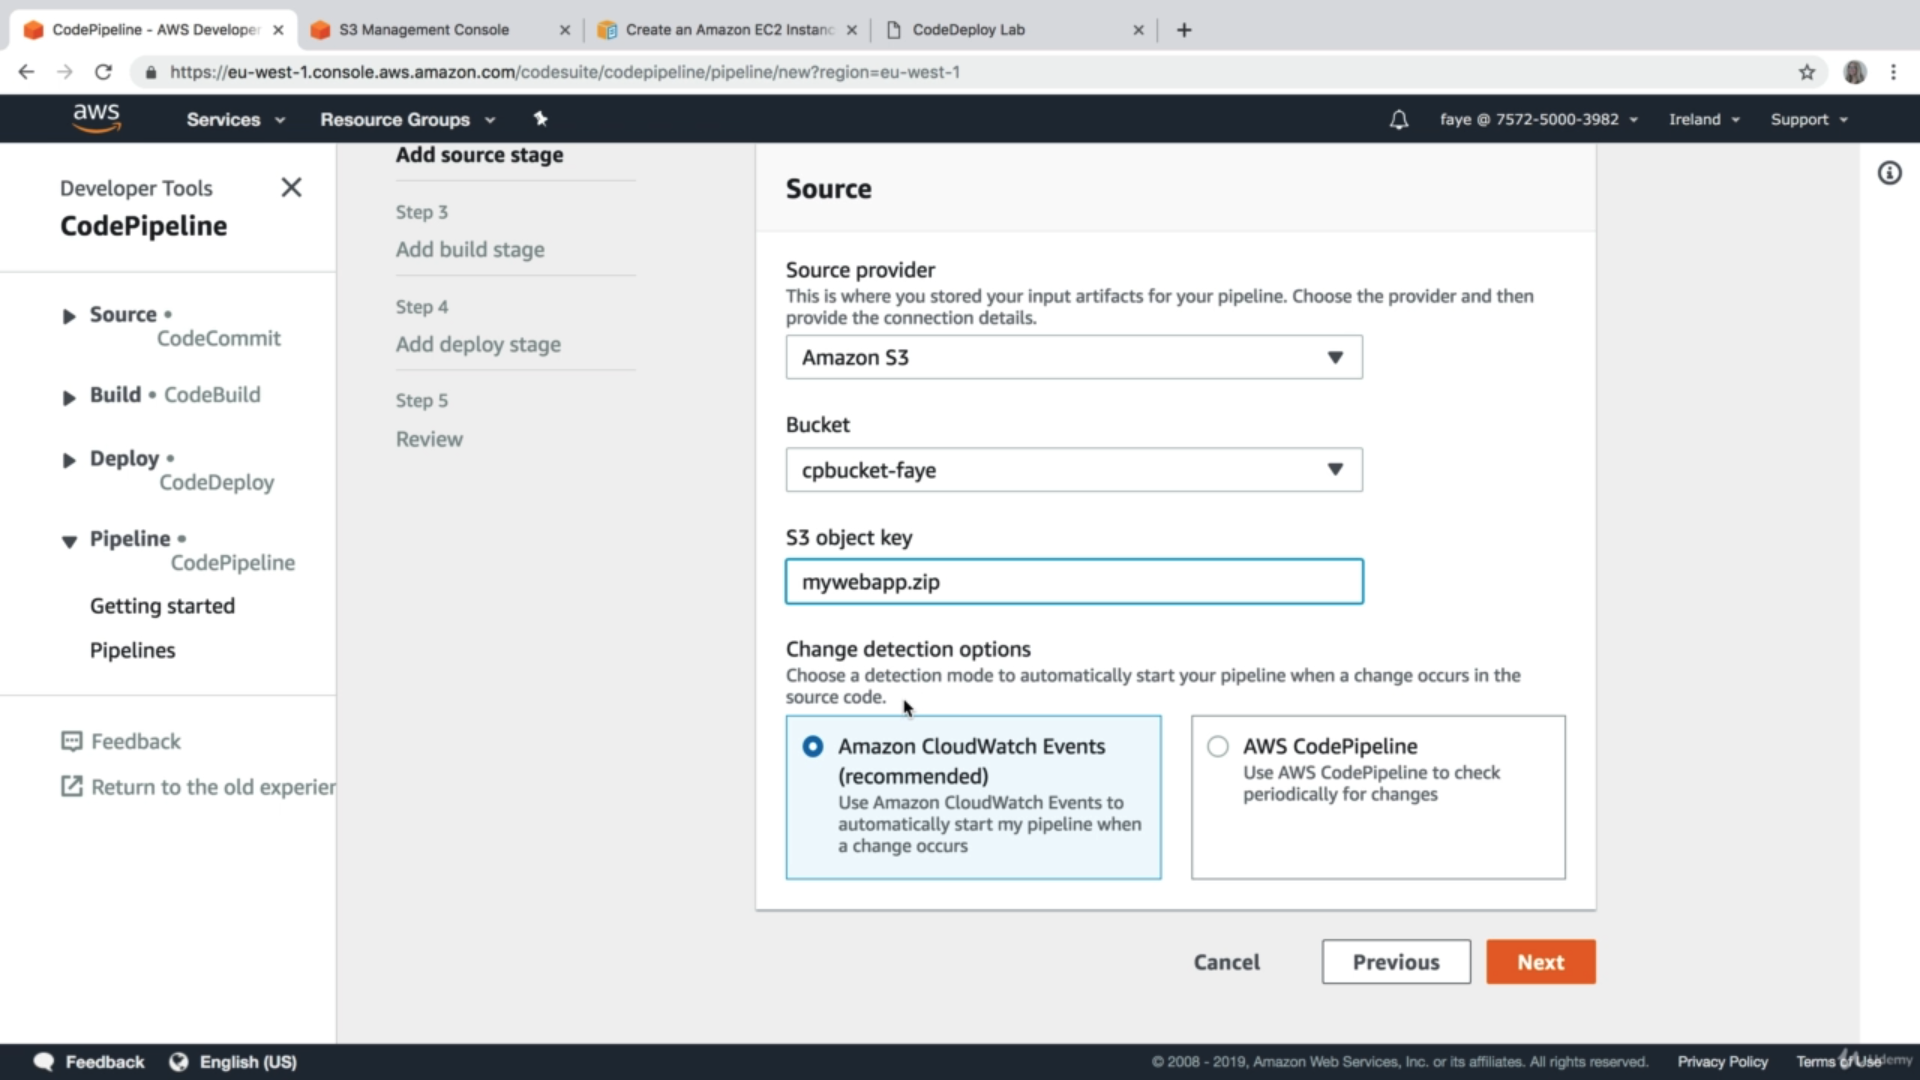 CodePipeline - AWS Developer
S3 Management Console
Create an Amazon EC2 Instanc
CodeDeploy Lab
https://eu-west-1.console.aws.amazon.com/codesuite/codepipeline/pipeline/new?region=eu-west-1
aws
Services
Resource Groups
faye @ 7572-5000-3982
Ireland
Support
Developer Tools
CodePipeline
Source •
CodeCommit
Build • CodeBuild
Deploy •
CodeDeploy
Pipeline •
CodePipeline
Getting started
Pipelines
Feedback
Return to the old experien
Add source stage
Step 3
Add build stage
Step 4
Add deploy stage
Step 5
Review
Source
Source provider
This is where you stored your input artifacts for your pipeline. Choose the provider and then
provide the connection details.
Amazon S3
Bucket
cpbucket-faye
S3 object key
mywebapp.zip
Change detection options
Choose a detection mode to automatically start your pipeline when a change occurs in the
source code.
Amazon CloudWatch Events
(recommended)
Use Amazon CloudWatch Events to
automatically start my pipeline when
a change occurs
AWS CodePipeline
Use AWS CodePipeline to check
periodically for changes
Cancel
Previous
Next
Feedback
English (US)
© 2008 - 2019, Amazon Web Services, Inc. or its affiliates. All rights reserved.
Privacy Policy
Terms of Use